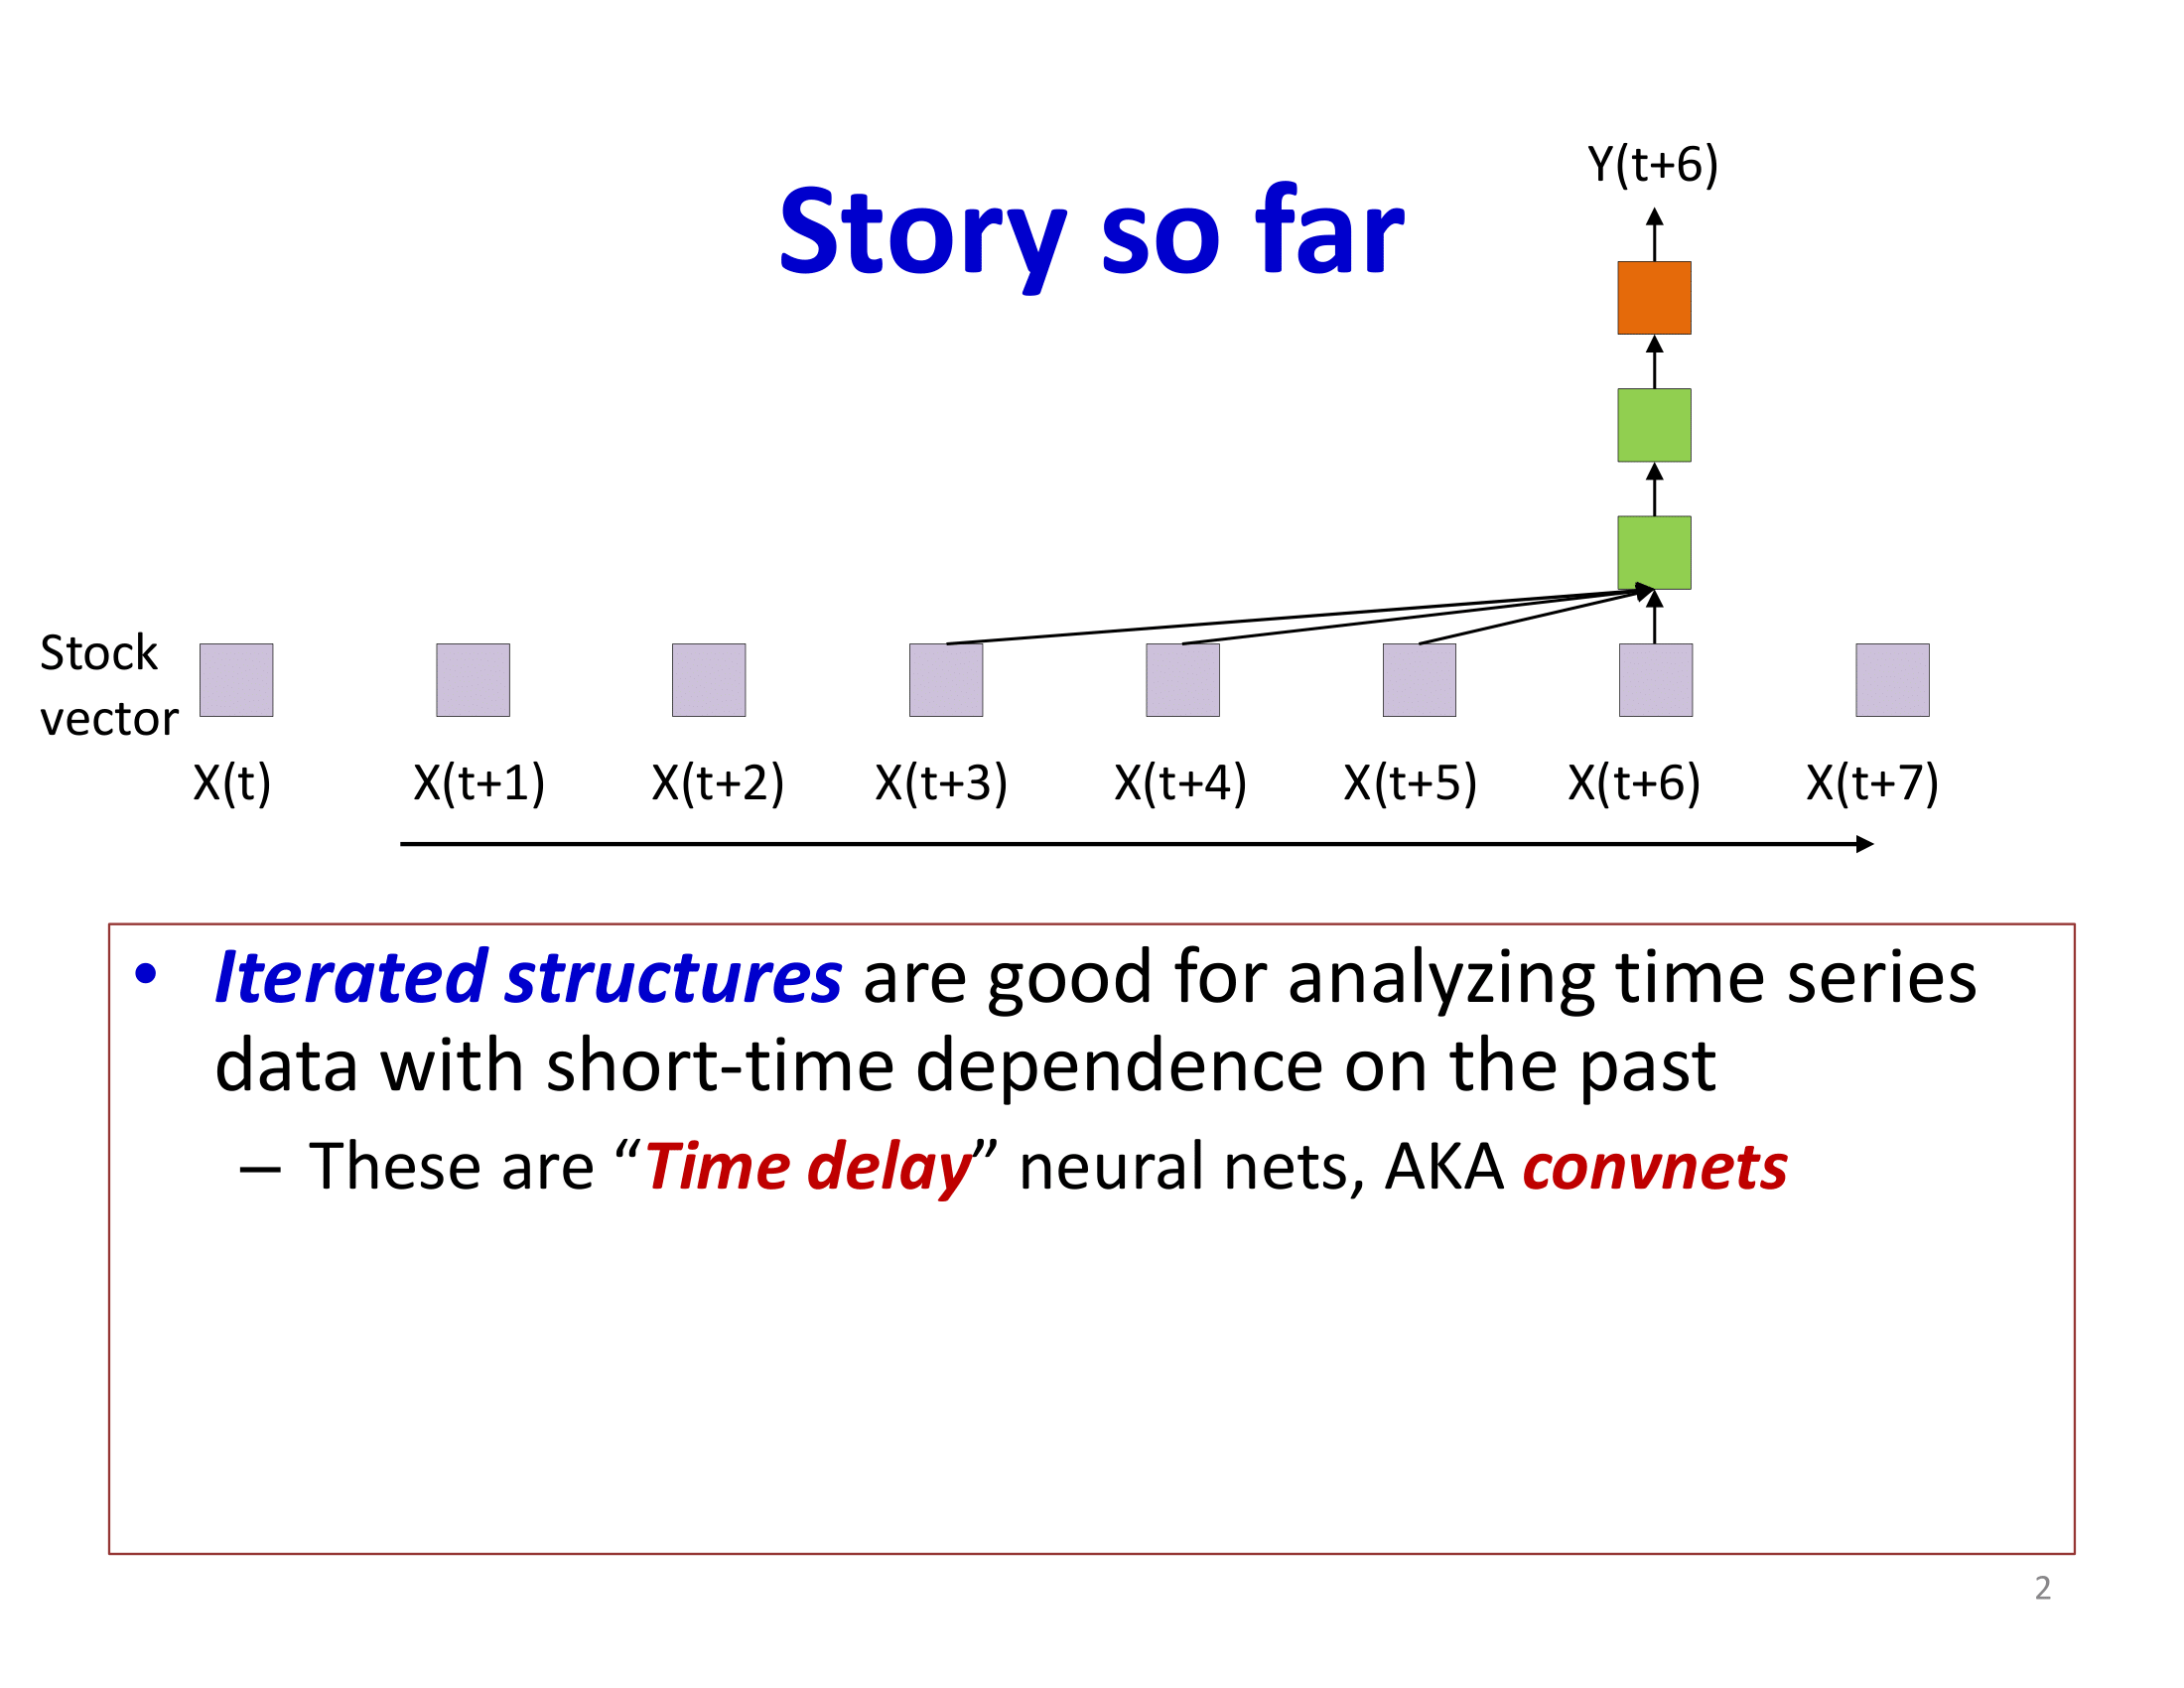 Y(t+6)
Story so far
Stock
vector
X(t) X(t+1) X(t+2) X(t+3) X(t+4) X(t+5) X(t+6) X(t+7)
• Iterated structures are good for analyzing time series
data with short-time dependence on the past
– These are “Time delay” neural nets, AKA convnets
2